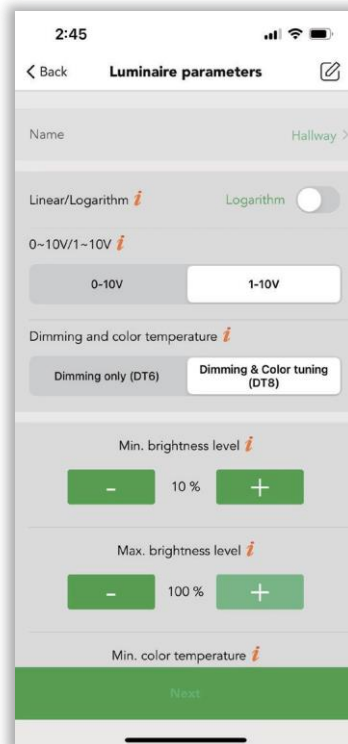 2:45
Back Luminaire parameters
Name Hallway >
Linear/Logarithm i Logarithm
0~10V/1~10V i
0-10V 1-10V
Dimming and color temperature i
Dimming only (DT6) Dimming & Color tuning
(DT8)
Min. brightness level i
- 10 % +
Max. brightness level i
- 100 % +
Min. color temperature i
Next